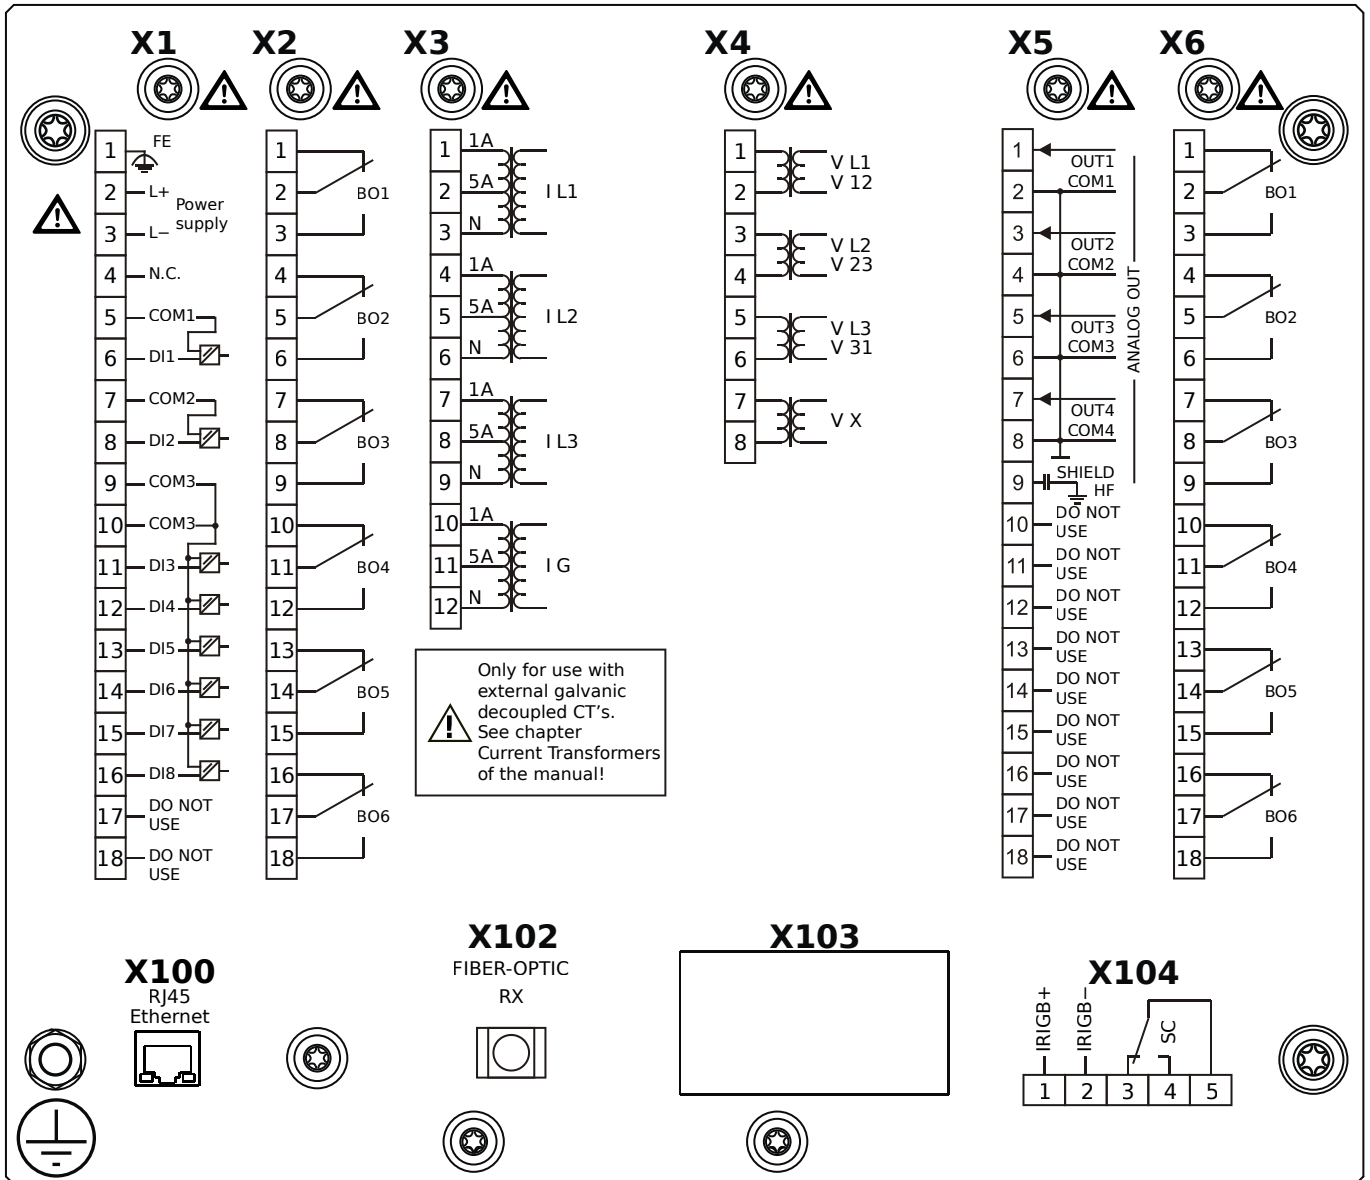 X1 X2 X3 X4 X5 X6
1 FE
2 L+ Power supply
3 L−
4 N.C.
5 COM1
6 DI1
7 COM2
8 DI2
9 COM3
10 COM3
11 DI3
12 DI4
13 DI5
14 DI6
15 DI7
16 DI8
17 DO NOT USE
18 DO NOT USE
1
2 BO1
3
4
5 BO2
6
7
8 BO3
9
10
11 BO4
12
13
14 BO5
15
16
17 BO6
18
1 1A
2 5A I L1
3 N
4 1A
5 5A I L2
6 N
7 1A
8 5A I L3
9 N
10 1A
11 5A I G
12 N
Only for use with
external galvanic
decoupled CT's.
See chapter
Current Transformers
of the manual!
1 V L1
2 V 12
3 V L2
4 V 23
5 V L3
6 V 31
7 V X
8
1 OUT1
2 COM1
3 OUT2
4 COM2
5 OUT3
6 COM3
7 OUT4
8 COM4
ANALOG OUT
9 SHIELD
HF
10 DO NOT USE
11 DO NOT USE
12 DO NOT USE
13 DO NOT USE
14 DO NOT USE
15 DO NOT USE
16 DO NOT USE
17 DO NOT USE
18 DO NOT USE
1
2 BO1
3
4
5 BO2
6
7
8 BO3
9
10
11 BO4
12
13
14 BO5
15
16
17 BO6
18
X100
RJ45
Ethernet
X102
FIBER-OPTIC
RX
X103
X104
IRIGB+ IRIGB− SC
1 2 3 4 5